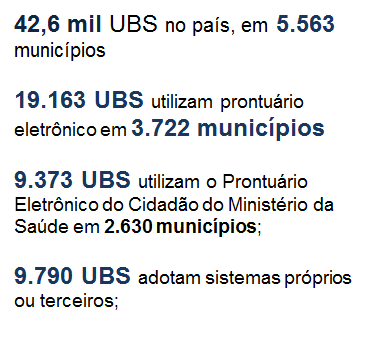 42,6 mil UBS no país, em 5.563
municípios
19.163 UBS utilizam prontuário
eletrônico em 3.722 municípios
9.373 UBS utilizam o Prontuário
Eletrônico do Cidadão do Ministério da
Saúde em 2.630 municípios;
9.790 UBS adotam sistemas próprios
ou terceiros;